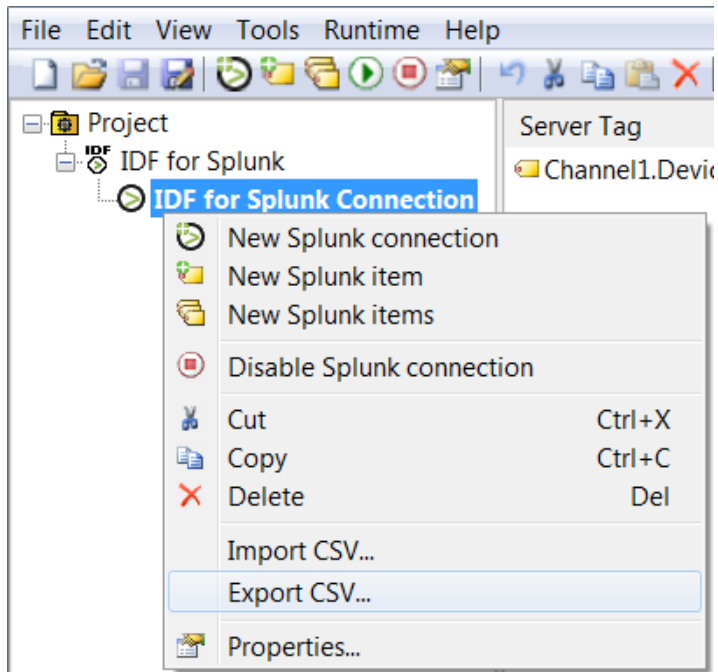 File Edit View Tools Runtime Help
Project
Server Tag
IDF
IDF for Splunk
Channel1.Devic
IDF for Splunk Connection
New Splunk connection
New Splunk item
New Splunk items
Disable Splunk connection
Cut Ctrl+X
Copy Ctrl+C
Delete Del
Import CSV...
Export CSV...
Properties...